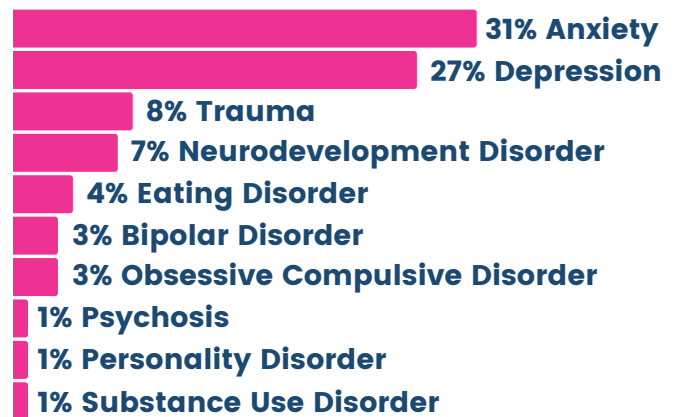 31% Anxiety
27% Depression
8% Trauma
7% Neurodevelopment Disorder
4% Eating Disorder
3% Bipolar Disorder
3% Obsessive Compulsive Disorder
1% Psychosis
1% Personality Disorder
1% Substance Use Disorder